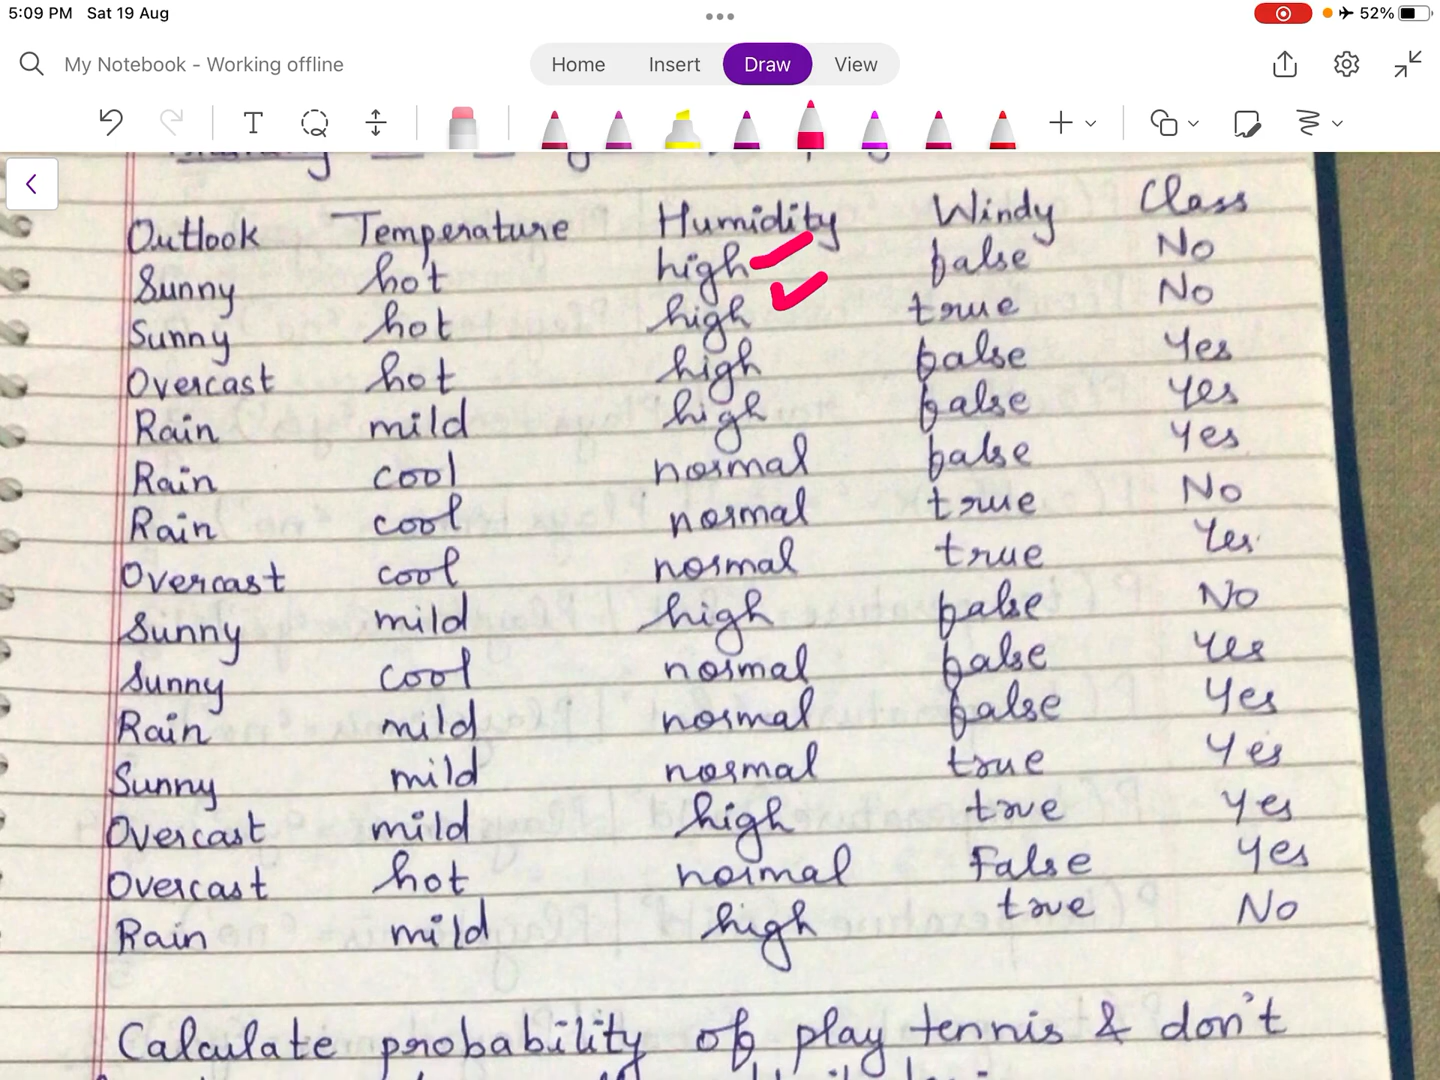 5:09 PM Sat 19 Aug 52%
My Notebook - Working offline Home Insert Draw View
T
Outlook Temperature Humidity Windy Class
Sunny hot high false No
Sunny hot high true No
Overcast hot high false Yes
Rain mild high false Yes
Rain cool normal false Yes
Rain cool normal true No
Overcast cool normal true Yes
Sunny mild high false No
Sunny cool normal false Yes
Rain mild normal false Yes
Sunny mild normal true Yes
Overcast mild high true Yes
Overcast hot normal False Yes
Rain mild high true No
Calculate probability of play tennis & don't